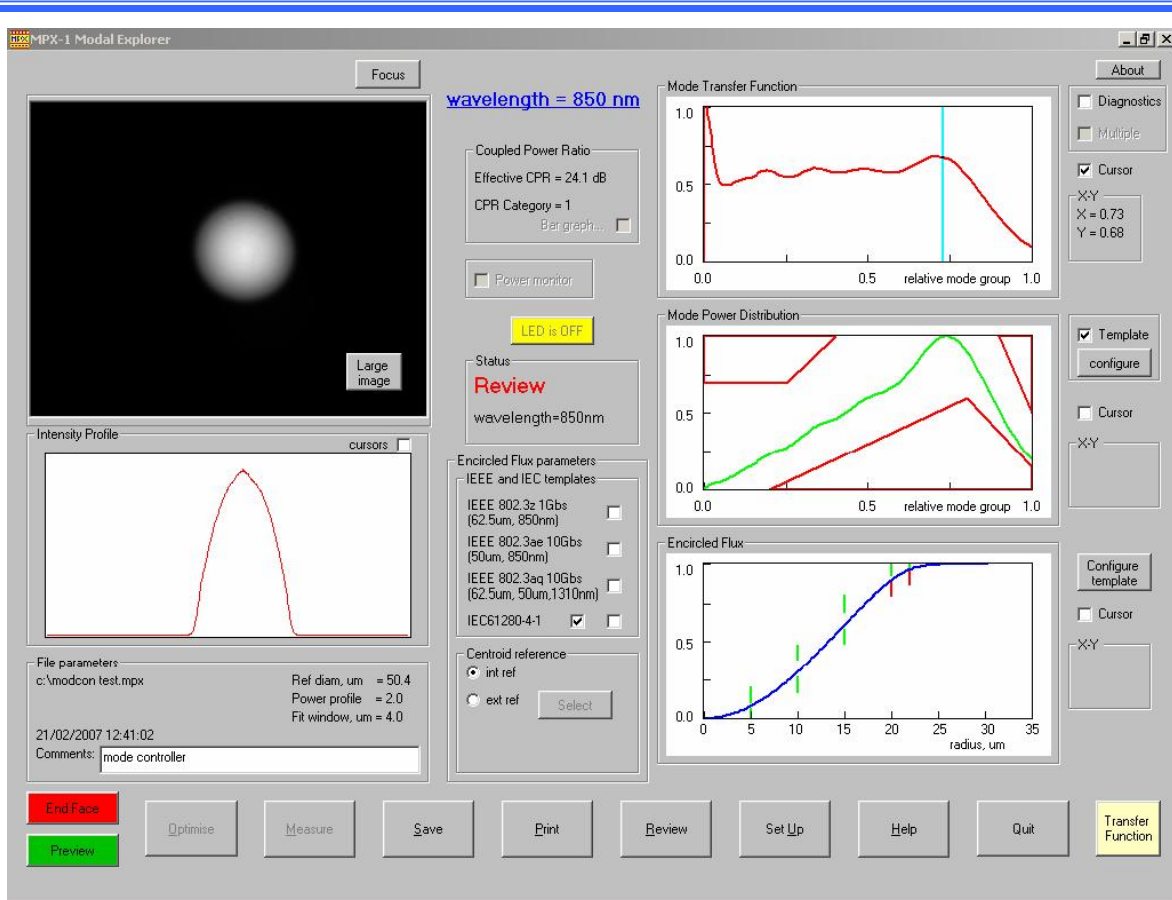 MPX MPX-1 Modal Explorer
Focus
Large
image
Intensity Profile
cursors
File parameters
c:\modcon test.mpx
Ref diam, um = 50.4
Power profile = 2.0
Fit window, um = 4.0
21/02/2007 12:41:02
Comments: mode controller
wavelength = 850 nm
Coupled Power Ratio
Effective CPR = 24.1 dB
CPR Category = 1
Bar graph...
Power monitor
LED is OFF
Status
Review
wavelength=850nm
Encircled Flux parameters
IEEE and IEC templates
IEEE 802.3z 1Gbs
(62.5um, 850nm)
IEEE 802.3ae 10Gbs
(50um, 850nm)
IEEE 802.3aq 10Gbs
(62.5um, 50um,1310nm)
IEC61280-4-1
Centroid reference
int ref
ext ref
Select
Mode Transfer Function
1.0
0.5
0.0
0.0 0.5 relative mode group 1.0
Mode Power Distribution
1.0
0.5
0.0
0.0 0.5 relative mode group 1.0
Encircled Flux
1.0
0.5
0.0
0 5 10 15 20 25 30 35
radius, um
About
Diagnostics
Multiple
Cursor
X-Y
X = 0.73
Y = 0.68
Template
configure
Cursor
X-Y
Configure
template
Cursor
X-Y
End Face
Preview
Optimise
Measure
Save
Print
Review
Set Up
Help
Quit
Transfer
Function